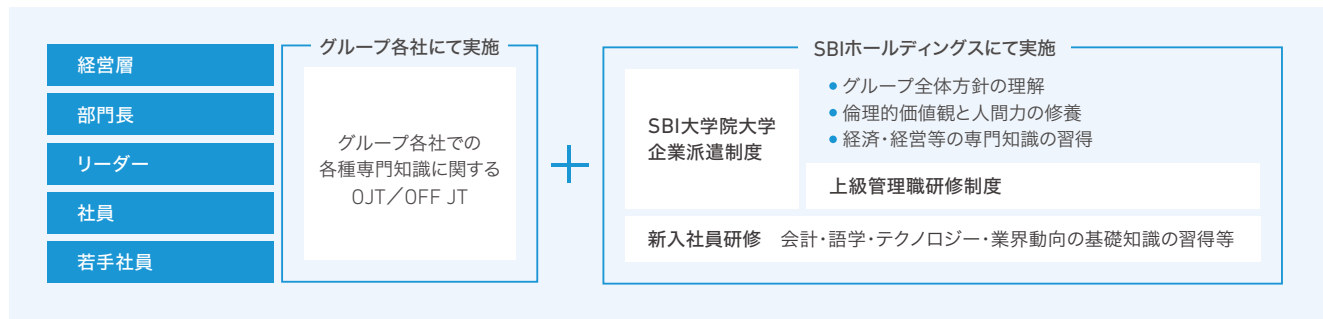 経営層
部門長
リーダー
社員
若手社員
グループ各社にて実施
グループ各社での
各種専門知識に関する
OJT／OFF JT
SBIホールディングスにて実施
SBI大学院大学
企業派遣制度
● グループ全体方針の理解
● 倫理的価値観と人間力の修養
● 経済・経営等の専門知識の習得
上級管理職研修制度
新入社員研修　会計・語学・テクノロジー・業界動向の基礎知識の習得等